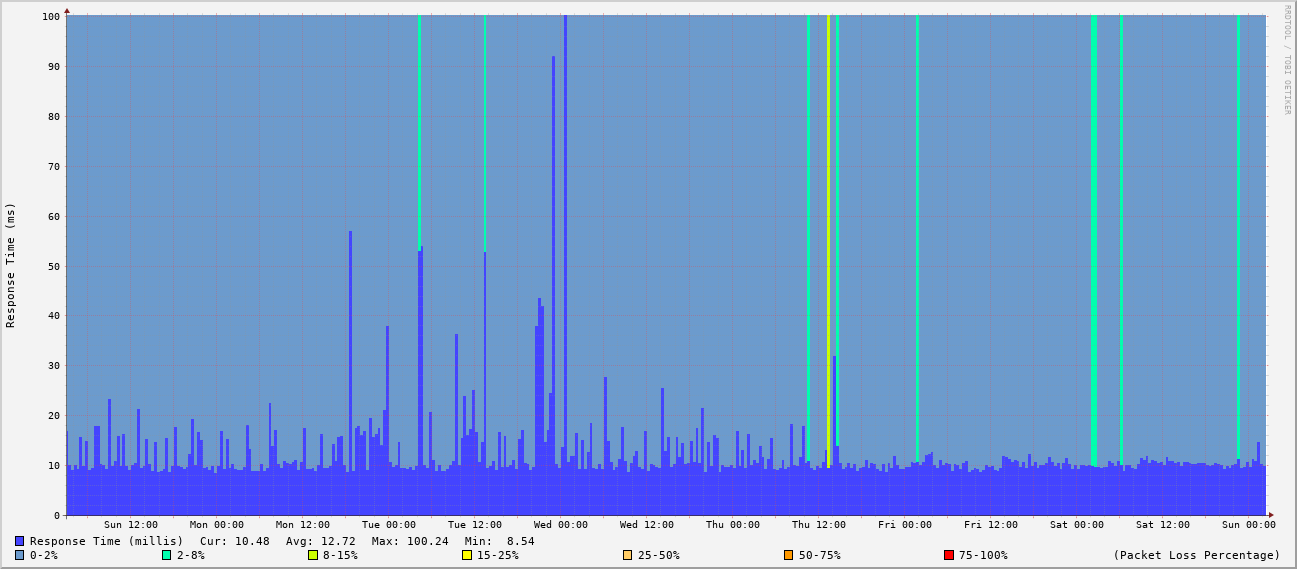 RRDTOOL / TOBI OETIKER
Response Time (ms)
100
90
80
70
60
50
40
30
20
10
0
Sun 12:00 Mon 00:00 Mon 12:00 Tue 00:00 Tue 12:00 Wed 00:00 Wed 12:00 Thu 00:00 Thu 12:00 Fri 00:00 Fri 12:00 Sat 00:00 Sat 12:00 Sun 00:00
Response Time (millis) Cur: 10.48 Avg: 12.72 Max: 100.24 Min: 8.54
0-2% 2-8% 8-15% 15-25% 25-50% 50-75% 75-100% (Packet Loss Percentage)